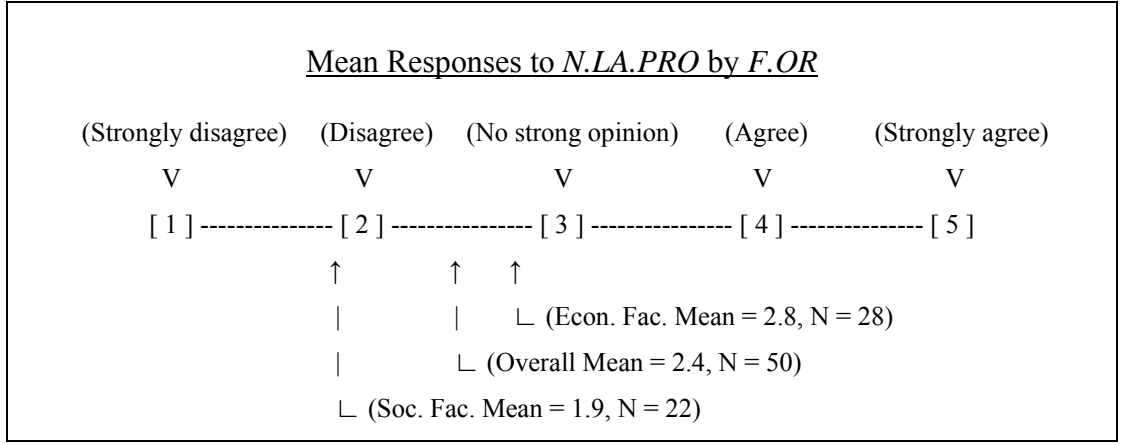 Mean Responses to N.LA.PRO by F.OR
(Strongly disagree) (Disagree) (No strong opinion) (Agree) (Strongly agree)
V V V V V
[ 1 ] --------------- [ 2 ] ---------------- [ 3 ] ---------------- [ 4 ] --------------- [ 5 ]
↑ ↑ ↑
| | ∟ (Econ. Fac. Mean = 2.8, N = 28)
| ∟ (Overall Mean = 2.4, N = 50)
∟ (Soc. Fac. Mean = 1.9, N = 22)